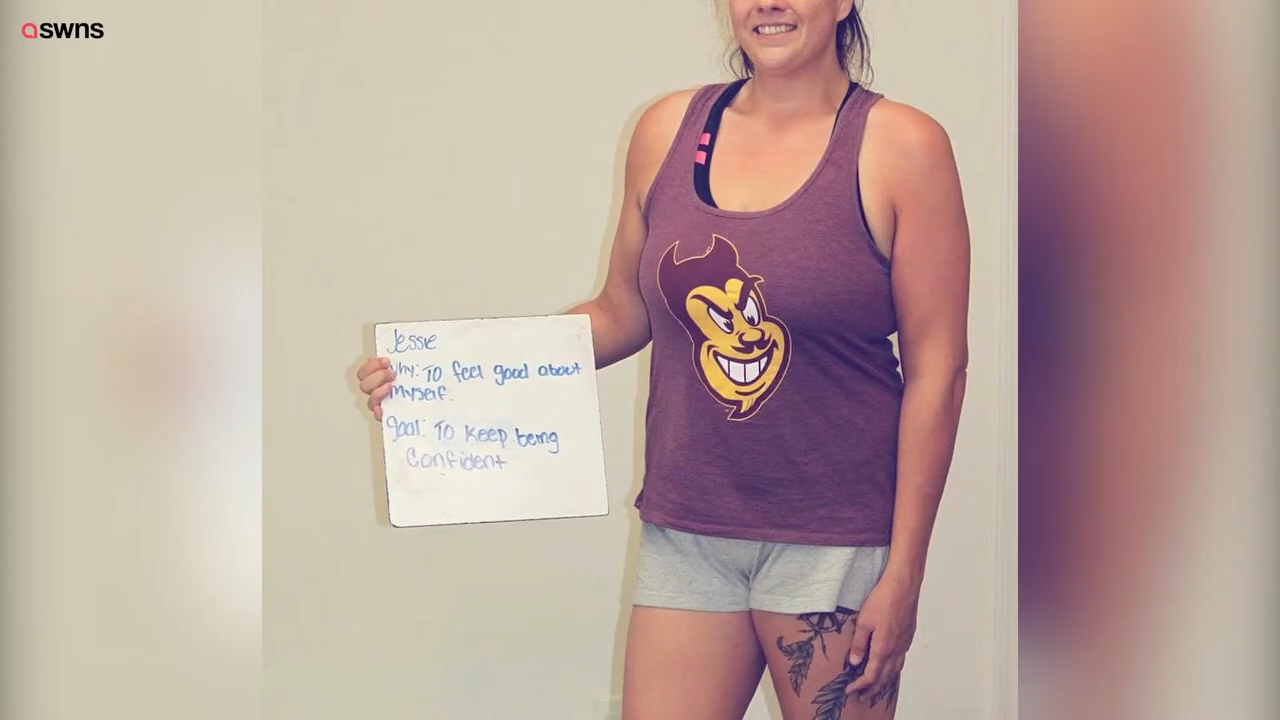 swns
Jessie
Why: To feel good about
myself.
goal: To keep being
Confident